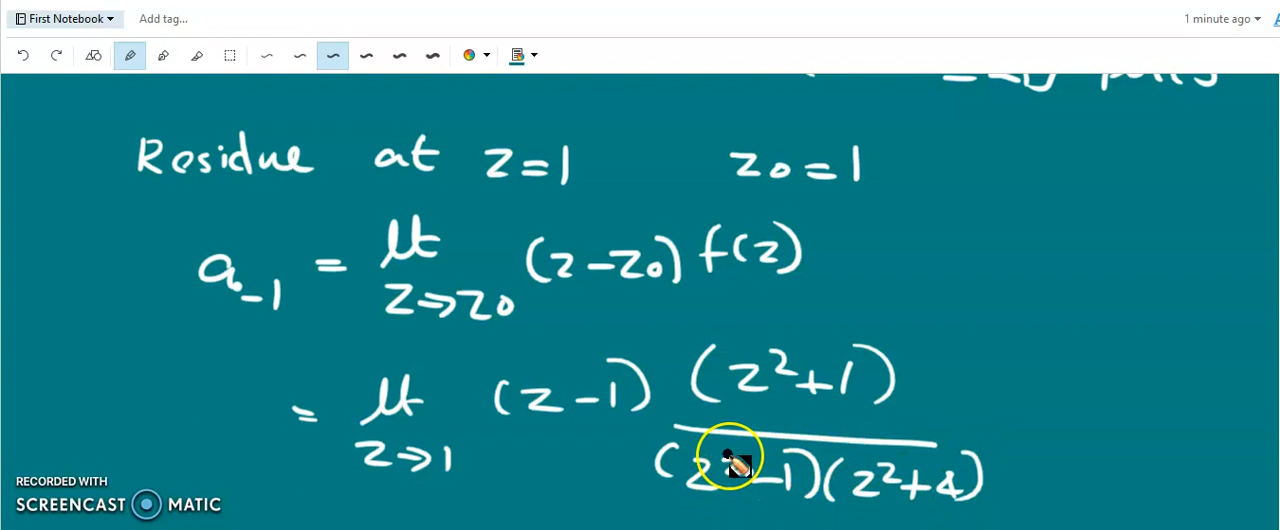 First Notebook Add tag... 1 minute ago
Residue at z=1 z0=1
a-1 = lt (z-z0) f(z)
z→z0
= lt (z-1) (z²+1)
z→1 (z²-1)(z²+4)
RECORDED WITH
SCREENCAST MATIC